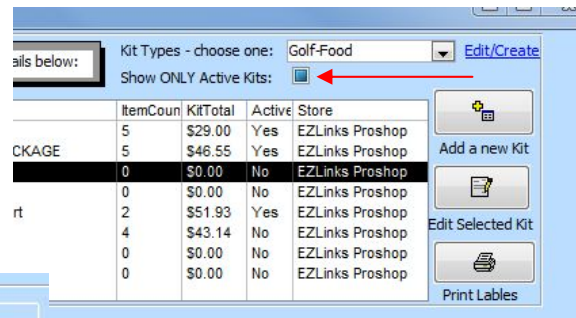 ails below:
Kit Types - choose one: Golf-Food Edit/Create
Show ONLY Active Kits:
ItemCoun KitTotal Active Store
5 $29.00 Yes EZLinks Proshop
CKAGE 5 $46.55 Yes EZLinks Proshop
0 $0.00 No EZLinks Proshop
0 $0.00 No EZLinks Proshop
rt 2 $51.93 Yes EZLinks Proshop
4 $43.14 No EZLinks Proshop
0 $0.00 No EZLinks Proshop
0 $0.00 No EZLinks Proshop
Add a new Kit
Edit Selected Kit
Print Lables